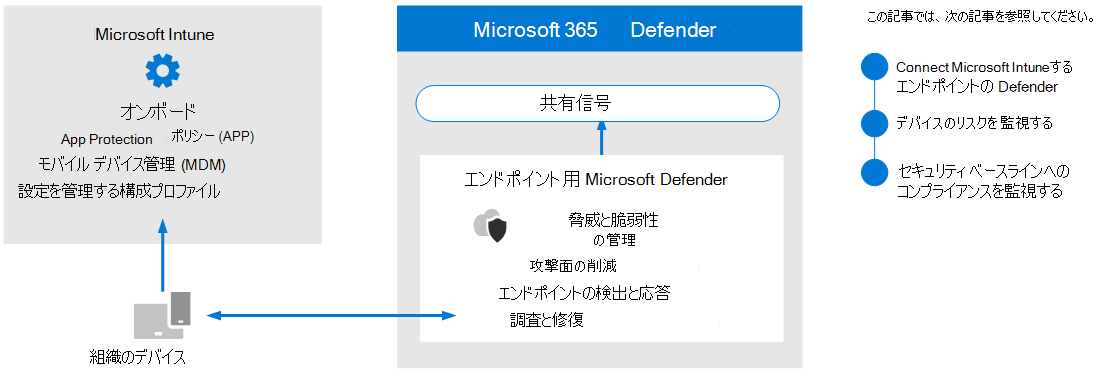 Microsoft Intune
オンボード
App Protection ポリシー (APP)
モバイル デバイス管理 (MDM)
設定を管理する構成プロファイル
組織のデバイス
Microsoft 365 Defender
共有信号
エンドポイント用 Microsoft Defender
脅威と脆弱性
の管理
攻撃面の削減
エンドポイントの検出と応答
調査と修復
この記事では、次の記事を参照してください。
Connect Microsoft Intuneする
エンドポイントの Defender
デバイスのリスクを監視する
セキュリティ ベースラインへの
コンプライアンスを監視する